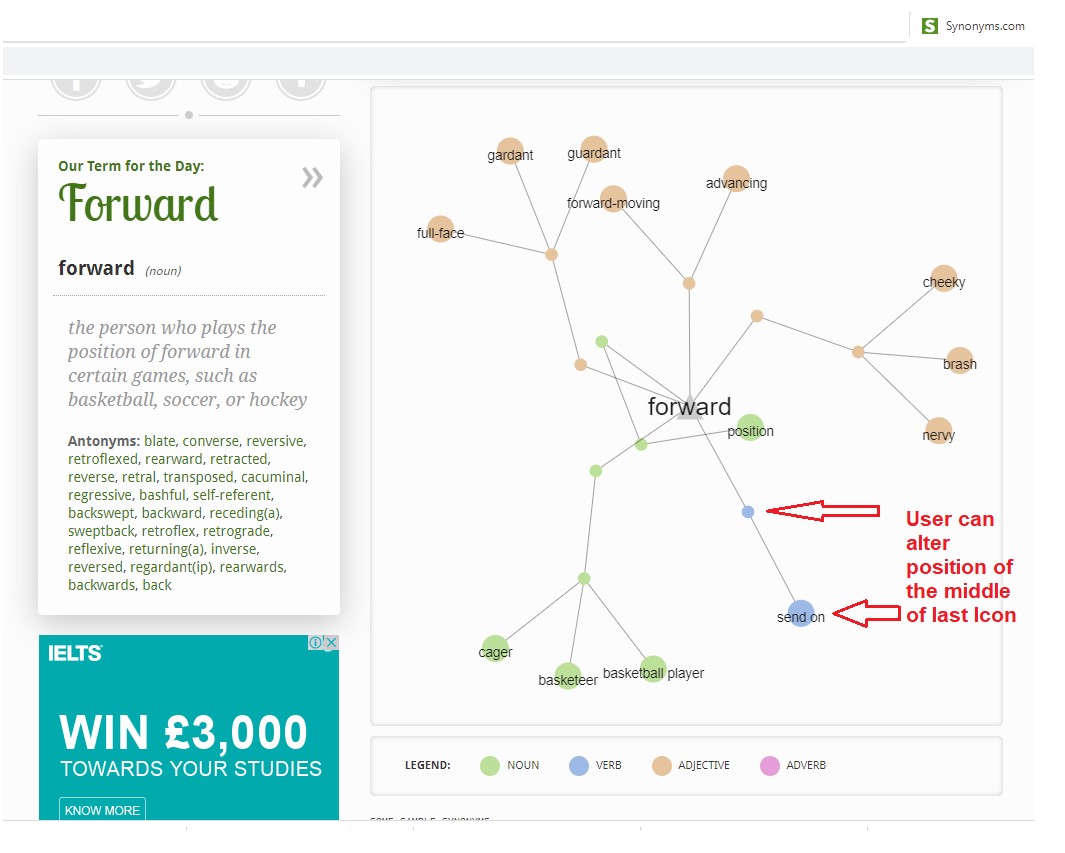 Synonyms.com
Our Term for the Day:
Forward
forward (noun)
the person who plays the
position of forward in
certain games, such as
basketball, soccer, or hockey
Antonyms: blate, converse, reversive,
retroflexed, rearward, retracted,
reverse, retral, transposed, cacuminal,
regressive, bashful, self-referent,
backswept, backward, receding(a),
sweptback, retroflex, retrograde,
reflexive, returning(a), inverse,
reversed, regardant(ip), rearwards,
backwards, back
IELTS
WIN £3,000
TOWARDS YOUR STUDIES
KNOW MORE
gardant
guardant
forward-moving
advancing
full-face
cheeky
brash
nervy
forward
position
send on
cager
basketeer
basketball player
User can
alter
position of
the middle
of last Icon
LEGEND: NOUN VERB ADJECTIVE ADVERB
SOME SAMPLE SYNONYMS